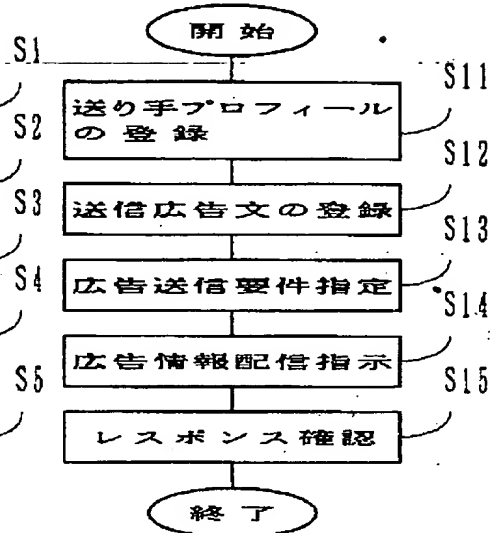 開始
S1
S11
送り手プロフィール
の登録
S2
S12
送信広告文の登録
S3
S13
広告送信要件指定
S4
S14
広告情報配信指示
S5
S15
レスポンス確認
終了